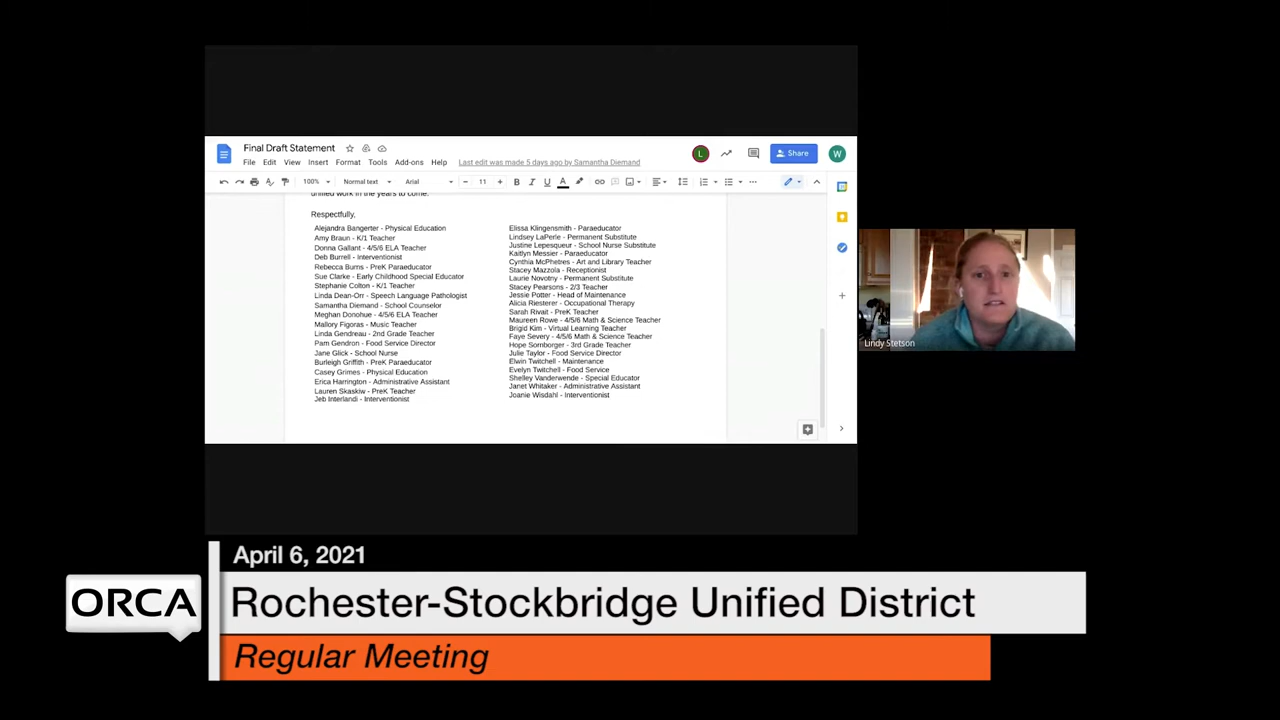 Final Draft Statement
File Edit View Insert Format Tools Add-ons Help Last edit was made 5 days ago by Samantha Diemand
L
Share
W
100% Normal text Arial 11 B I U A
unified work in the years to come.
Respectfully,
Alejandra Bangerter - Physical Education
Amy Braun - K/1 Teacher
Donna Gallant - 4/5/6 ELA Teacher
Deb Burrell - Interventionist
Rebecca Burns - PreK Paraeducator
Sue Clarke - Early Childhood Special Educator
Stephanie Colton - K/1 Teacher
Linda Dean-Orr - Speech Language Pathologist
Samantha Diemand - School Counselor
Meghan Donohue - 4/5/6 ELA Teacher
Mallory Figoras - Music Teacher
Linda Gendreau - 2nd Grade Teacher
Pam Gendron - Food Service Director
Jane Glick - School Nurse
Burleigh Griffith - PreK Paraeducator
Casey Grimes - Physical Education
Erica Harrington - Administrative Assistant
Lauren Skaskiw - PreK Teacher
Jeb Interlandi - Interventionist
Elissa Klingensmith - Paraeducator
Lindsey LaPerle - Permanent Substitute
Justine Lepesqueur - School Nurse Substitute
Kaitlyn Messier - Paraeducator
Cynthia McPhetres - Art and Library Teacher
Stacey Mazzola - Receptionist
Laurie Novotny - Permanent Substitute
Stacey Pearsons - 2/3 Teacher
Jessie Potter - Head of Maintenance
Alicia Riesterer - Occupational Therapy
Sarah Rivait - PreK Teacher
Maureen Rowe - 4/5/6 Math & Science Teacher
Brigid Kim - Virtual Learning Teacher
Faye Severy - 4/5/6 Math & Science Teacher
Hope Sornborger - 3rd Grade Teacher
Julie Taylor - Food Service Director
Elwin Twitchell - Maintenance
Evelyn Twitchell - Food Service
Shelley Vanderwende - Special Educator
Janet Whitaker - Administrative Assistant
Joanie Wisdahl - Interventionist
Lindy Stetson
April 6, 2021
ORCA
Rochester-Stockbridge Unified District
Regular Meeting